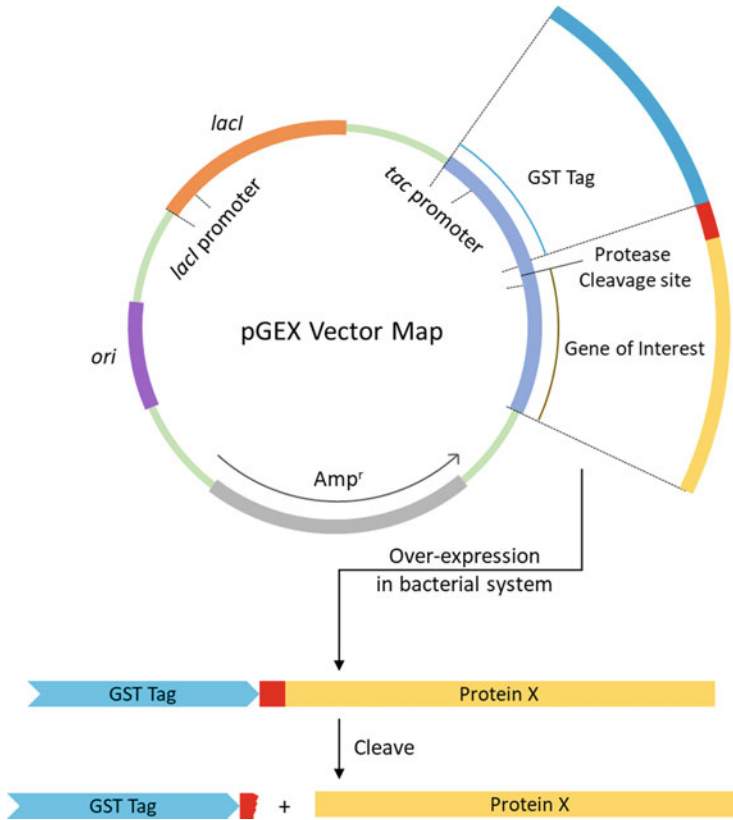 lacI
lacI promoter
tac promoter
GST Tag
Protease
Cleavage site
Gene of Interest
pGEX Vector Map
ori
Ampʳ
Over-expression
in bacterial system
GST Tag
Protein X
Cleave
GST Tag
+
Protein X